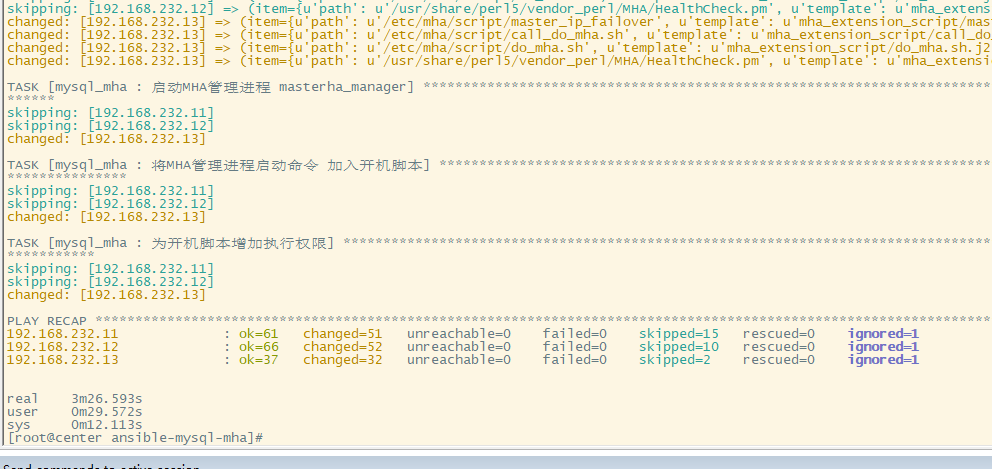 skipping: [192.168.232.12] => (item={u'path': u'/usr/share/perl5/vendor_perl/MHA/HealthCheck.pm', u'template': u'mha_extens
changed: [192.168.232.13] => (item={u'path': u'/etc/mha/script/master_ip_failover', u'template': u'mha_extension_script/mas
changed: [192.168.232.13] => (item={u'path': u'/etc/mha/script/call_do_mha.sh', u'template': u'mha_extension_script/call_do
changed: [192.168.232.13] => (item={u'path': u'/etc/mha/script/do_mha.sh', u'template': u'mha_extension_script/do_mha.sh.j2
changed: [192.168.232.13] => (item={u'path': u'/usr/share/perl5/vendor_perl/MHA/HealthCheck.pm', u'template': u'mha_extensio
TASK [mysql_mha : 启动MHA管理进程 masterha_manager] ************************************************************************
******
skipping: [192.168.232.11]
skipping: [192.168.232.12]
changed: [192.168.232.13]
TASK [mysql_mha : 将MHA管理进程启动命令 加入开机脚本] **********************************************************************
***************
skipping: [192.168.232.11]
skipping: [192.168.232.12]
changed: [192.168.232.13]
TASK [mysql_mha : 为开机脚本增加执行权限] **********************************************************************************
***********
skipping: [192.168.232.11]
skipping: [192.168.232.12]
changed: [192.168.232.13]
PLAY RECAP *****************************************************************************************************************
192.168.232.11 : ok=61 changed=51 unreachable=0 failed=0 skipped=15 rescued=0 ignored=1
192.168.232.12 : ok=66 changed=52 unreachable=0 failed=0 skipped=10 rescued=0 ignored=1
192.168.232.13 : ok=37 changed=32 unreachable=0 failed=0 skipped=2 rescued=0 ignored=1
real 3m26.593s
user 0m29.572s
sys 0m12.113s
[root@center ansible-mysql-mha]#
Send commands to active session